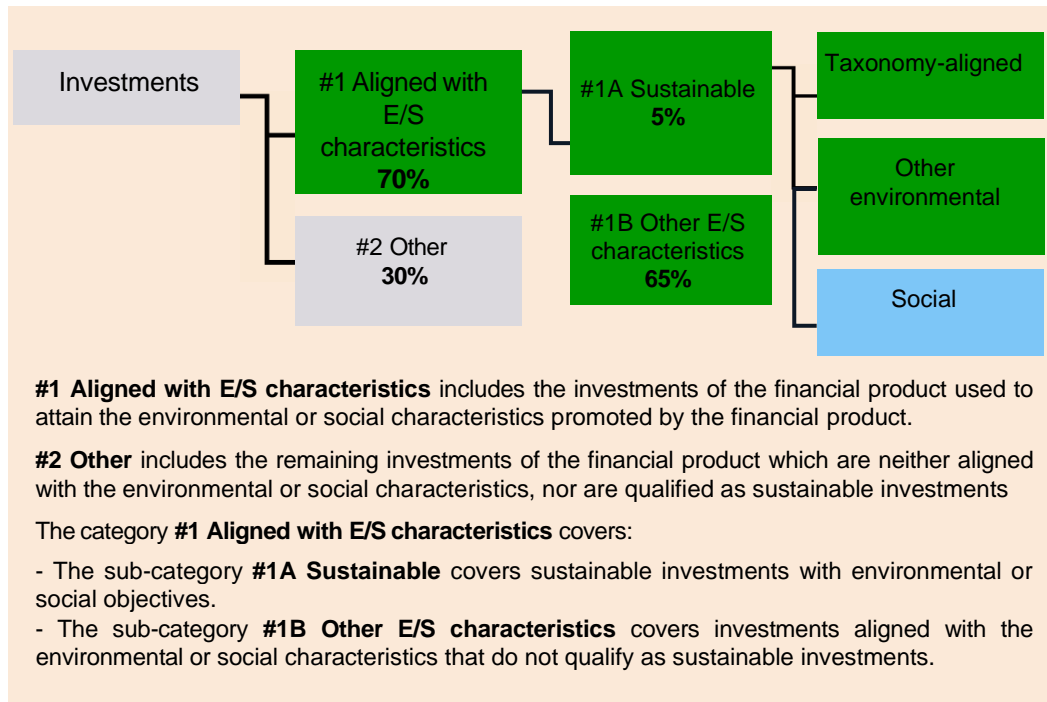 Investments
#1 Aligned with
E/S
characteristics
70%
#2 Other
30%
#1A Sustainable
5%
#1B Other E/S
characteristics
65%
Taxonomy-aligned
Other
environmental
Social
#1 Aligned with E/S characteristics includes the investments of the financial product used to
attain the environmental or social characteristics promoted by the financial product.
#2 Other includes the remaining investments of the financial product which are neither aligned
with the environmental or social characteristics, nor are qualified as sustainable investments
The category #1 Aligned with E/S characteristics covers:
- The sub-category #1A Sustainable covers sustainable investments with environmental or
social objectives.
- The sub-category #1B Other E/S characteristics covers investments aligned with the
environmental or social characteristics that do not qualify as sustainable investments.